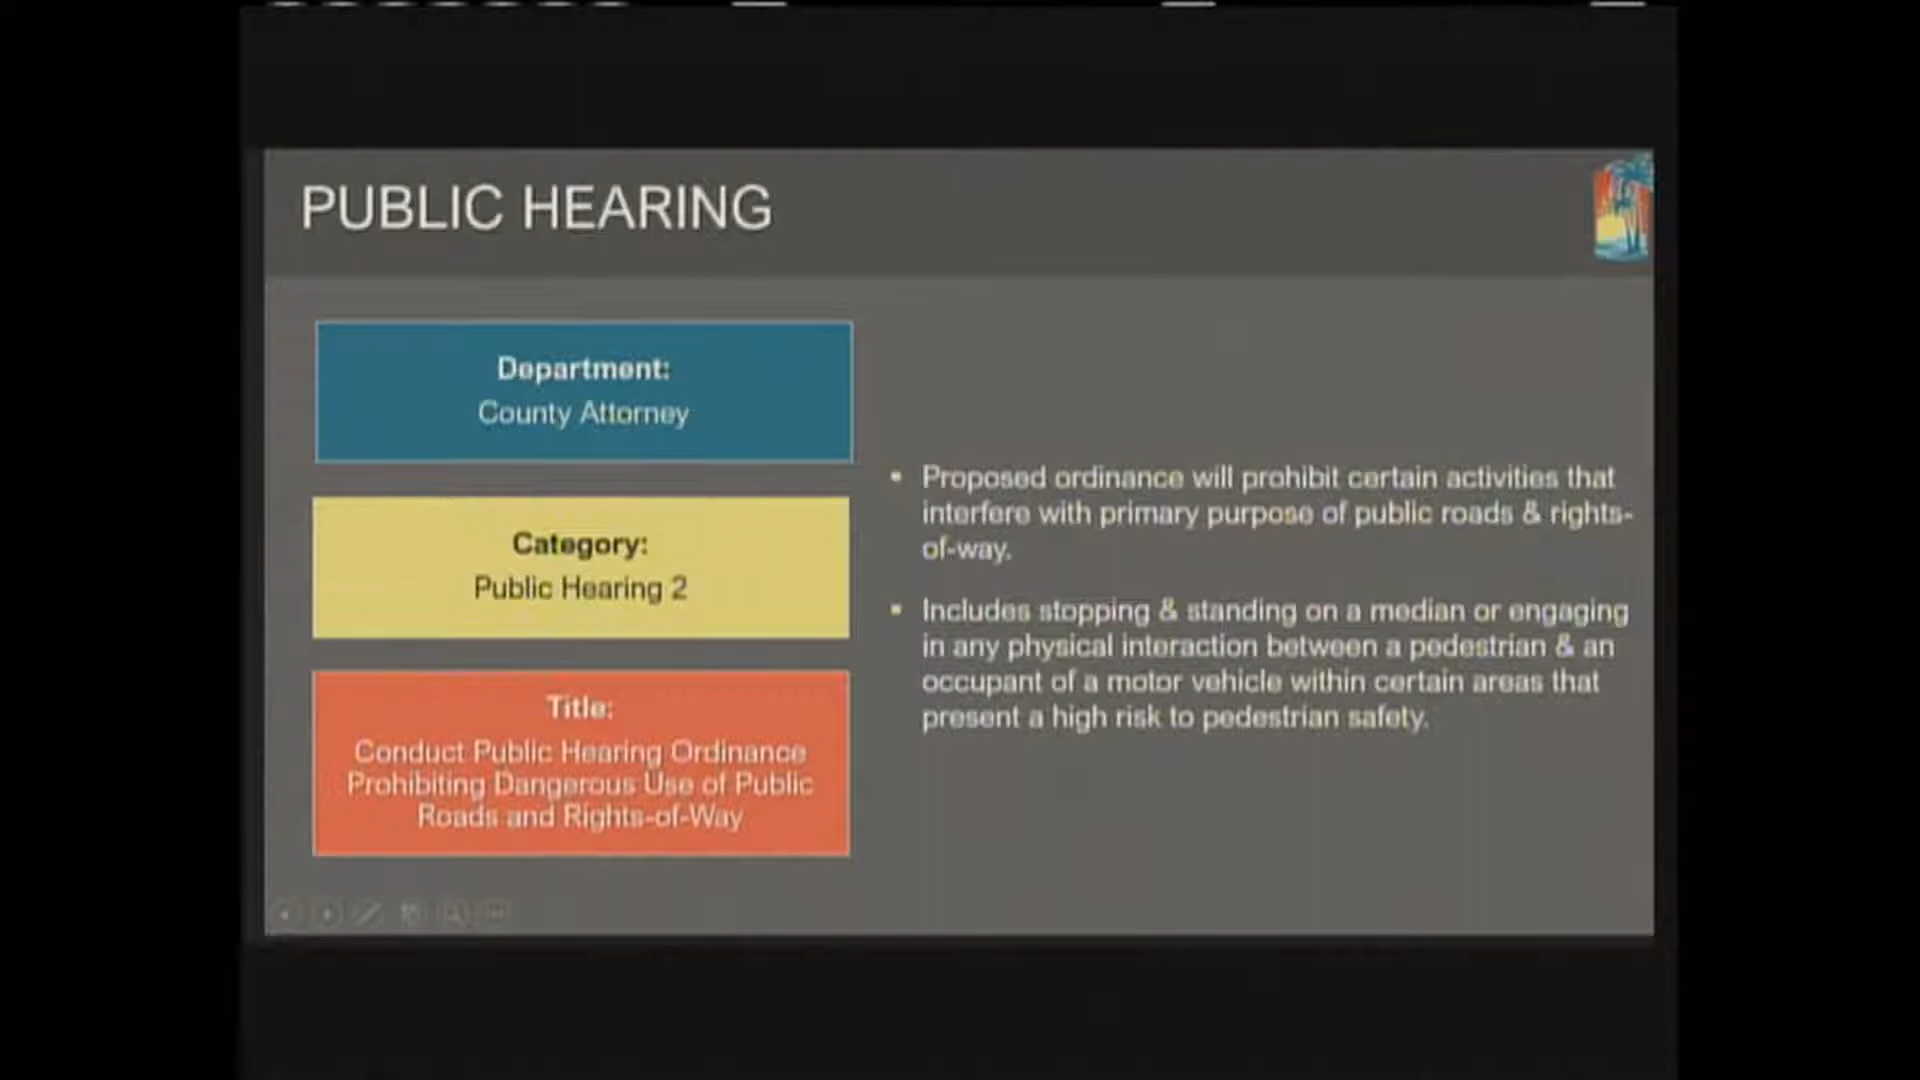 PUBLIC HEARING
Department:
County Attorney
Category:
Public Hearing 2
Title:
Conduct Public Hearing Ordinance
Prohibiting Dangerous Use of Public
Roads and Rights-of-Way
▪ Proposed ordinance will prohibit certain activities that
interfere with primary purpose of public roads & rights-
of-way.
▪ Includes stopping & standing on a median or engaging
in any physical interaction between a pedestrian & an
occupant of a motor vehicle within certain areas that
present a high risk to pedestrian safety.